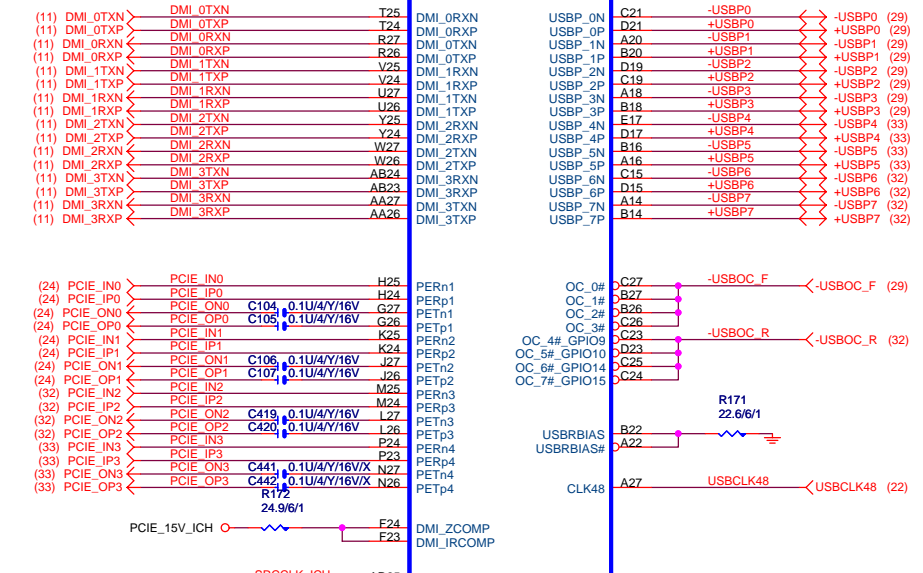 (11) DMI_0TXN DMI_0TXN T25 DMI_0RXN USBP_0N C21 -USBP0 -USBP0 (29)
(11) DMI_0TXP DMI_0TXP T24 DMI_0RXP USBP_0P D21 +USBP0 +USBP0 (29)
(11) DMI_0RXN DMI_0RXN R27 DMI_0TXN USBP_1N A20 -USBP1 -USBP1 (29)
(11) DMI_0RXP DMI_0RXP R26 DMI_0TXP USBP_1P B20 +USBP1 +USBP1 (29)
(11) DMI_1TXN DMI_1TXN V25 DMI_1RXN USBP_2N D19 -USBP2 -USBP2 (29)
(11) DMI_1TXP DMI_1TXP V24 DMI_1RXP USBP_2P C19 +USBP2 +USBP2 (29)
(11) DMI_1RXN DMI_1RXN U27 DMI_1TXN USBP_3N A18 -USBP3 -USBP3 (29)
(11) DMI_1RXP DMI_1RXP U26 DMI_1TXP USBP_3P B18 +USBP3 +USBP3 (29)
(11) DMI_2TXN DMI_2TXN Y25 DMI_2RXN USBP_4N E17 -USBP4 -USBP4 (33)
(11) DMI_2TXP DMI_2TXP Y24 DMI_2RXP USBP_4P D17 +USBP4 +USBP4 (33)
(11) DMI_2RXN DMI_2RXN W27 DMI_2TXN USBP_5N B16 -USBP5 -USBP5 (33)
(11) DMI_2RXP DMI_2RXP W26 DMI_2TXP USBP_5P A16 +USBP5 +USBP5 (33)
(11) DMI_3TXN DMI_3TXN AB24 DMI_3RXN USBP_6N C15 -USBP6 -USBP6 (32)
(11) DMI_3TXP DMI_3TXP AB23 DMI_3RXP USBP_6P D15 +USBP6 +USBP6 (32)
(11) DMI_3RXN DMI_3RXN AA27 DMI_3TXN USBP_7N A14 -USBP7 -USBP7 (32)
(11) DMI_3RXP DMI_3RXP AA26 DMI_3TXP USBP_7P B14 +USBP7 +USBP7 (32)
(24) PCIE_IN0 PCIE_IN0 H25 PERn1 OC_0# C27 -USBOC_F -USBOC_F (29)
(24) PCIE_IP0 PCIE_IP0 H24 PERp1 OC_1# B27
(24) PCIE_ON0 PCIE_ON0 C104 0.1U/4/Y/16V G27 PETn1 OC_2# B26
(24) PCIE_OP0 PCIE_OP0 C105 0.1U/4/Y/16V G26 PETp1 OC_3# C26
(24) PCIE_IN1 PCIE_IN1 K25 PERn2 OC_4#_GPIO9 C23 -USBOC_R -USBOC_R (32)
(24) PCIE_IP1 PCIE_IP1 K24 PERp2 OC_5#_GPIO10 D23
(24) PCIE_ON1 PCIE_ON1 C106 0.1U/4/Y/16V J27 PETn2 OC_6#_GPIO14 C25
(24) PCIE_OP1 PCIE_OP1 C107 0.1U/4/Y/16V J26 PETp2 OC_7#_GPIO15 C24
(32) PCIE_IN2 PCIE_IN2 M25 PERn3
(32) PCIE_IP2 PCIE_IP2 M24 PERp3 R171
(32) PCIE_ON2 PCIE_ON2 C419 0.1U/4/Y/16V L27 PETn3 22.6/6/1
(32) PCIE_OP2 PCIE_OP2 C420 0.1U/4/Y/16V L26 PETp3 USBRBIAS B22
(33) PCIE_IN3 PCIE_IN3 P24 PERn4 USBRBIAS# A22
(33) PCIE_IP3 PCIE_IP3 P23 PERp4
(33) PCIE_ON3 PCIE_ON3 C441 0.1U/4/Y/16V/X N27 PETn4
(33) PCIE_OP3 PCIE_OP3 C442 0.1U/4/Y/16V/X N26 PETp4 CLK48 A27 USBCLK48 USBCLK48 (22)
R172
24.9/6/1
PCIE_15V_ICH F24 DMI_ZCOMP
F23 DMI_IRCOMP